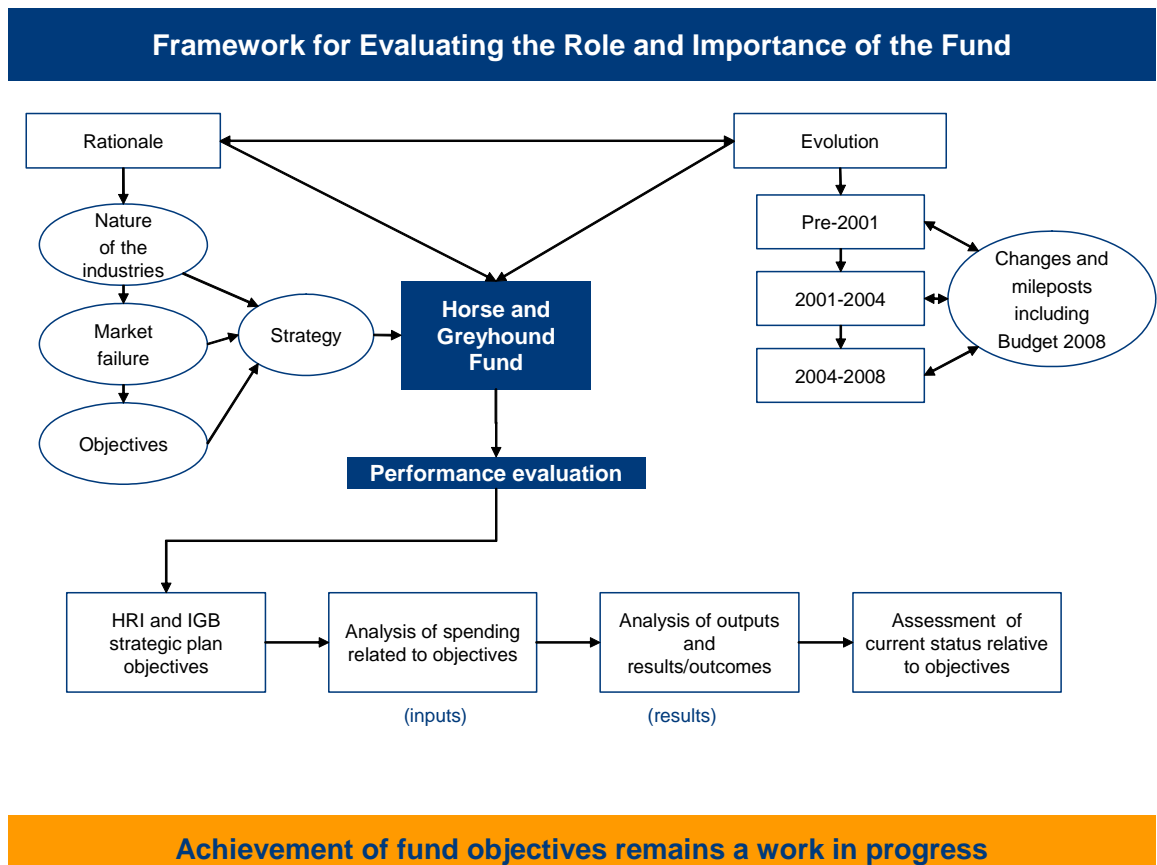 Framework for Evaluating the Role and Importance of the Fund
Rationale
Evolution
Nature
of the
industries
Pre-2001
Changes and
mileposts
including
Budget 2008
2001-2004
Horse and
Greyhound
Fund
Strategy
Market
failure
2004-2008
Objectives
Performance evaluation
HRI and IGB
strategic plan
objectives
Analysis of spending
related to objectives
Analysis of outputs
and
results/outcomes
Assessment of
current status relative
to objectives
(inputs)
(results)
Achievement of fund objectives remains a work in progress